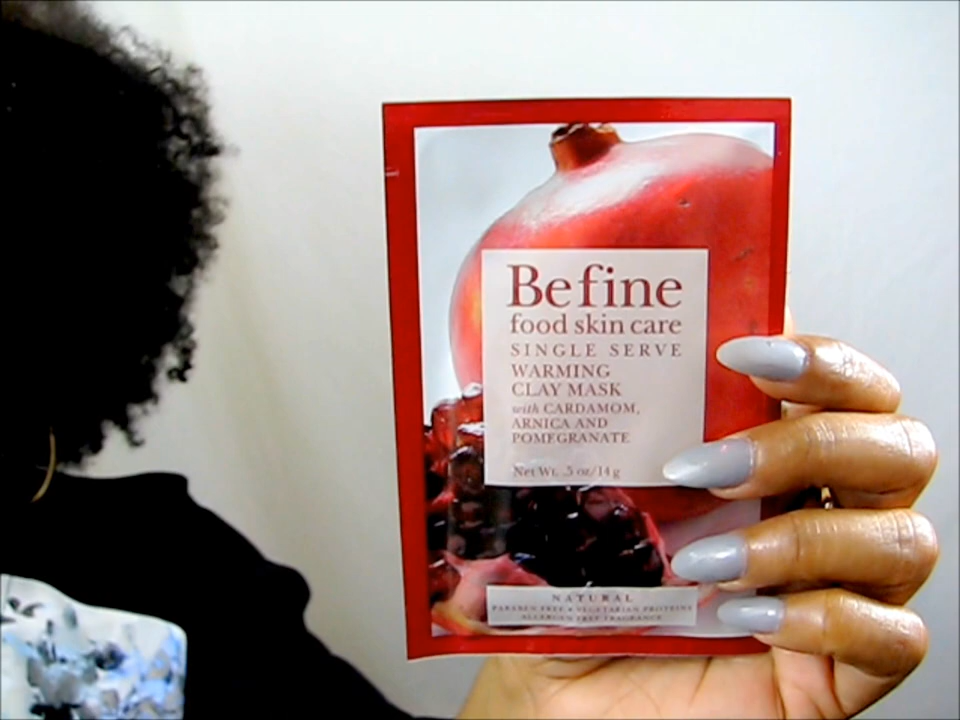 Befine
food skin care
SINGLE SERVE
WARMING
CLAY MASK
with CARDAMOM,
ARNICA AND
POMEGRANATE
Net Wt. .5 oz/14g
NATURAL
PARABEN FREE • VEGETARIAN PROTEINS
ALLERGEN FREE FRAGRANCE